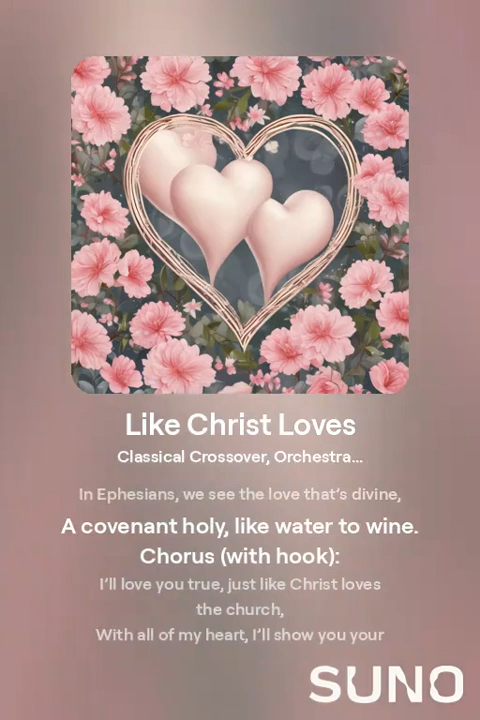 Like Christ Loves
Classical Crossover, Orchestra...
In Ephesians, we see the love that's divine,
A covenant holy, like water to wine.
Chorus (with hook):
I'll love you true, just like Christ loves
the church,
With all of my heart, I'll show you your
SUNO